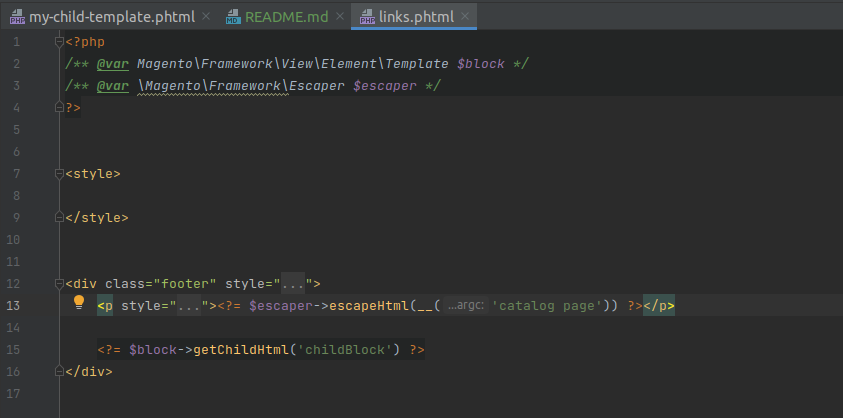 my-child-template.phtml README.md links.phtml
1 <?php
2 /** @var Magento\Framework\View\Element\Template $block */
3 /** @var \Magento\Framework\Escaper $escaper */
4 ?>
5
6
7 <style>
8
9 </style>
10
11
12 <div class="footer" style="...">
13 <p style="..."><?= $escaper->escapeHtml(__( ...argc: 'catalog page')) ?></p>
14
15 <?= $block->getChildHtml('childBlock') ?>
16 </div>
17